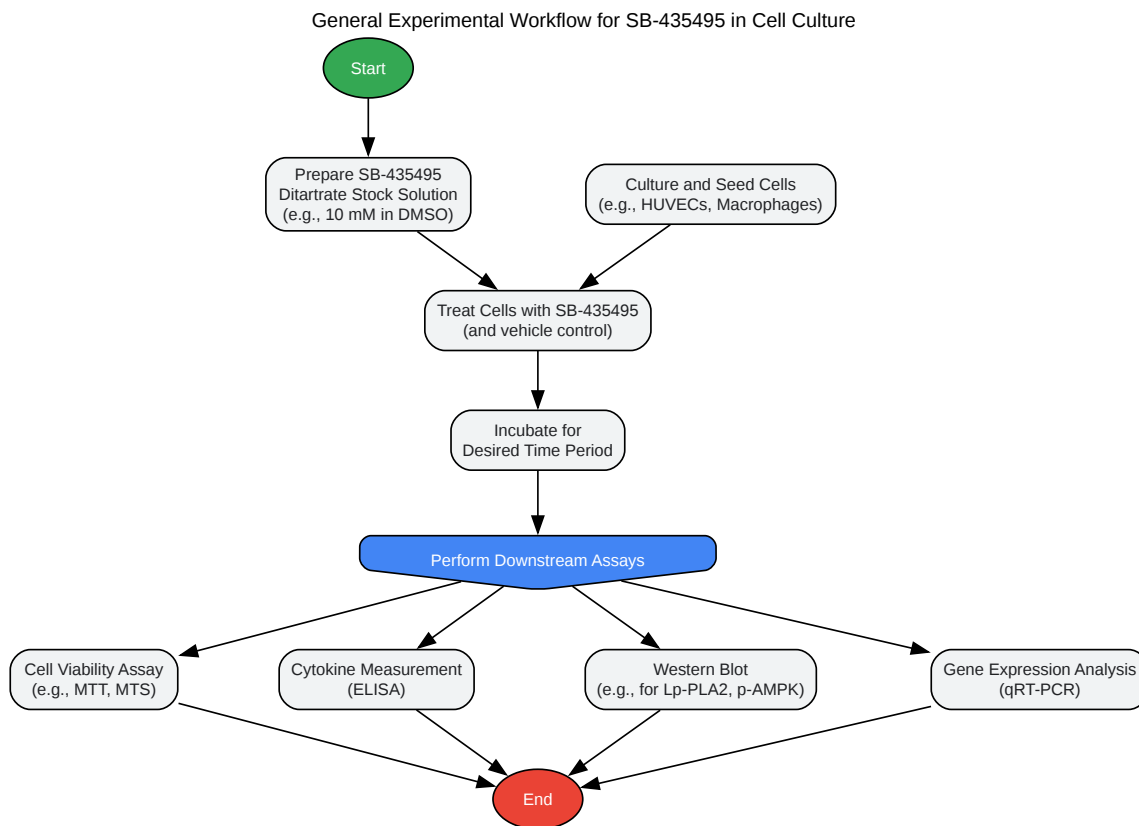 General Experimental Workflow for SB-435495 in Cell Culture
Start
Prepare SB-435495
Ditartrate Stock Solution
(e.g., 10 mM in DMSO)
Culture and Seed Cells
(e.g., HUVECs, Macrophages)
Treat Cells with SB-435495
(and vehicle control)
Incubate for
Desired Time Period
Perform Downstream Assays
Cell Viability Assay
(e.g., MTT, MTS)
Cytokine Measurement
(ELISA)
Western Blot
(e.g., for Lp-PLA2, p-AMPK)
Gene Expression Analysis
(qRT-PCR)
End